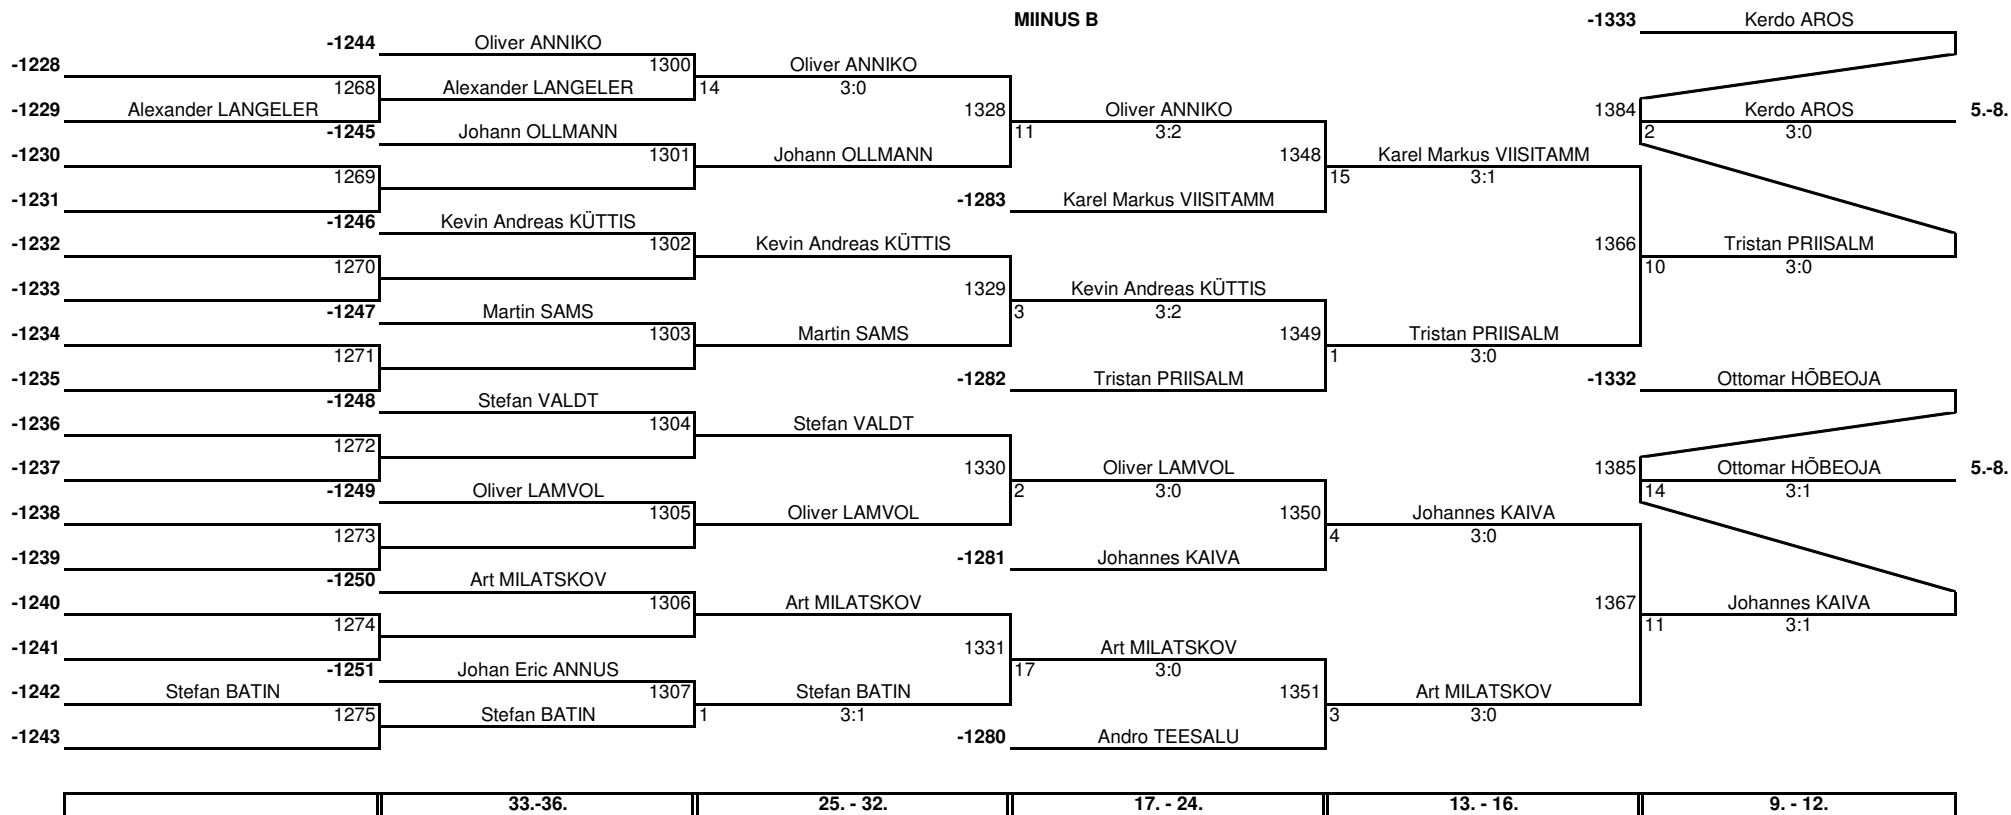 MIINUS B
-1333 Kerdo AROS
-1244 Oliver ANNIKO
-1228 1300 Oliver ANNIKO
1268 Alexander LANGELER 14 3:0
-1229 Alexander LANGELER 1328 Oliver ANNIKO 1384 Kerdo AROS 5.-8.
-1245 Johann OLLMANN 11 3:2 2 3:0
-1230 1301 Johann OLLMANN 1348 Karel Markus VIISITAMM
1269 15 3:1
-1231 -1283 Karel Markus VIISITAMM
-1246 Kevin Andreas KÜTTIS
-1232 1302 Kevin Andreas KÜTTIS 1366 Tristan PRIISALM
1270 10 3:0
-1233 1329 Kevin Andreas KÜTTIS
-1247 Martin SAMS 3 3:2
-1234 1303 Martin SAMS 1349 Tristan PRIISALM
1271 1 3:0
-1235 -1282 Tristan PRIISALM -1332 Ottomar HÕBEOJA
-1248 Stefan VALDT
-1236 1304 Stefan VALDT
1272
-1237 1330 Oliver LAMVOL 1385 Ottomar HÕBEOJA 5.-8.
-1249 Oliver LAMVOL 2 3:0 14 3:1
-1238 1305 Oliver LAMVOL 1350 Johannes KAIVA
1273 4 3:0
-1239 -1281 Johannes KAIVA
-1250 Art MILATSKOV
-1240 1306 Art MILATSKOV 1367 Johannes KAIVA
1274 11 3:1
-1241 1331 Art MILATSKOV
-1251 Johan Eric ANNUS 17 3:0
-1242 Stefan BATIN 1307 Stefan BATIN 1351 Art MILATSKOV
1275 Stefan BATIN 1 3:1 3 3:0
-1243 -1280 Andro TEESALU
33.-36. 25. - 32. 17. - 24. 13. - 16. 9. - 12.